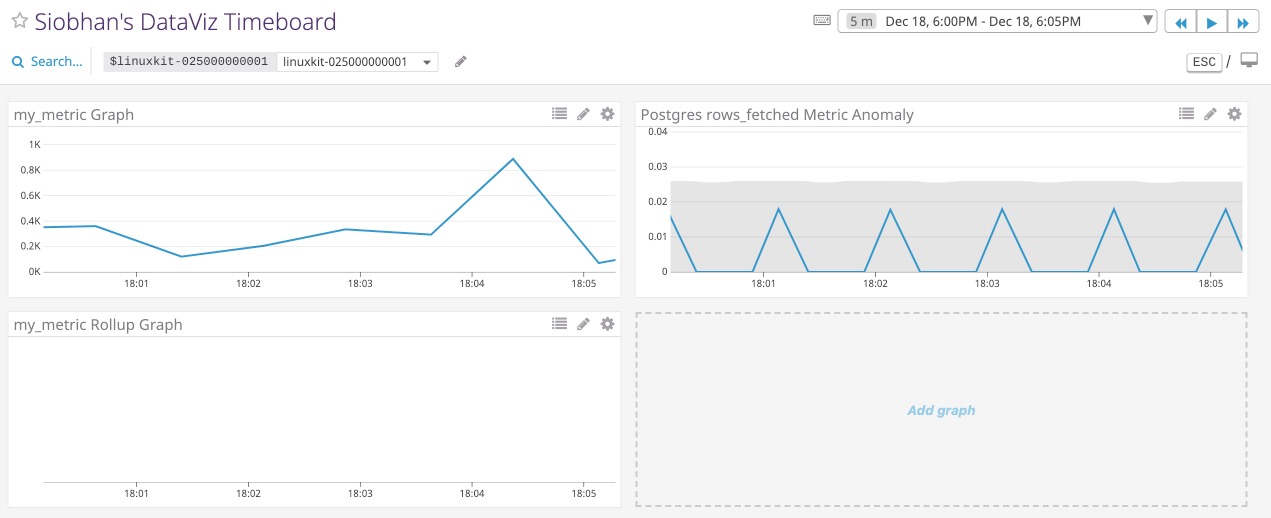 Siobhan's DataViz Timeboard
5 m Dec 18, 6:00PM - Dec 18, 6:05PM
Search...
$linuxkit-025000000001 linuxkit-025000000001
ESC /
my_metric Graph
1K
0.8K
0.6K
0.4K
0.2K
0K
18:01 18:02 18:03 18:04 18:05
Postgres rows_fetched Metric Anomaly
0.04
0.03
0.02
0.01
0
18:01 18:02 18:03 18:04 18:05
my_metric Rollup Graph
18:01 18:02 18:03 18:04 18:05
Add graph